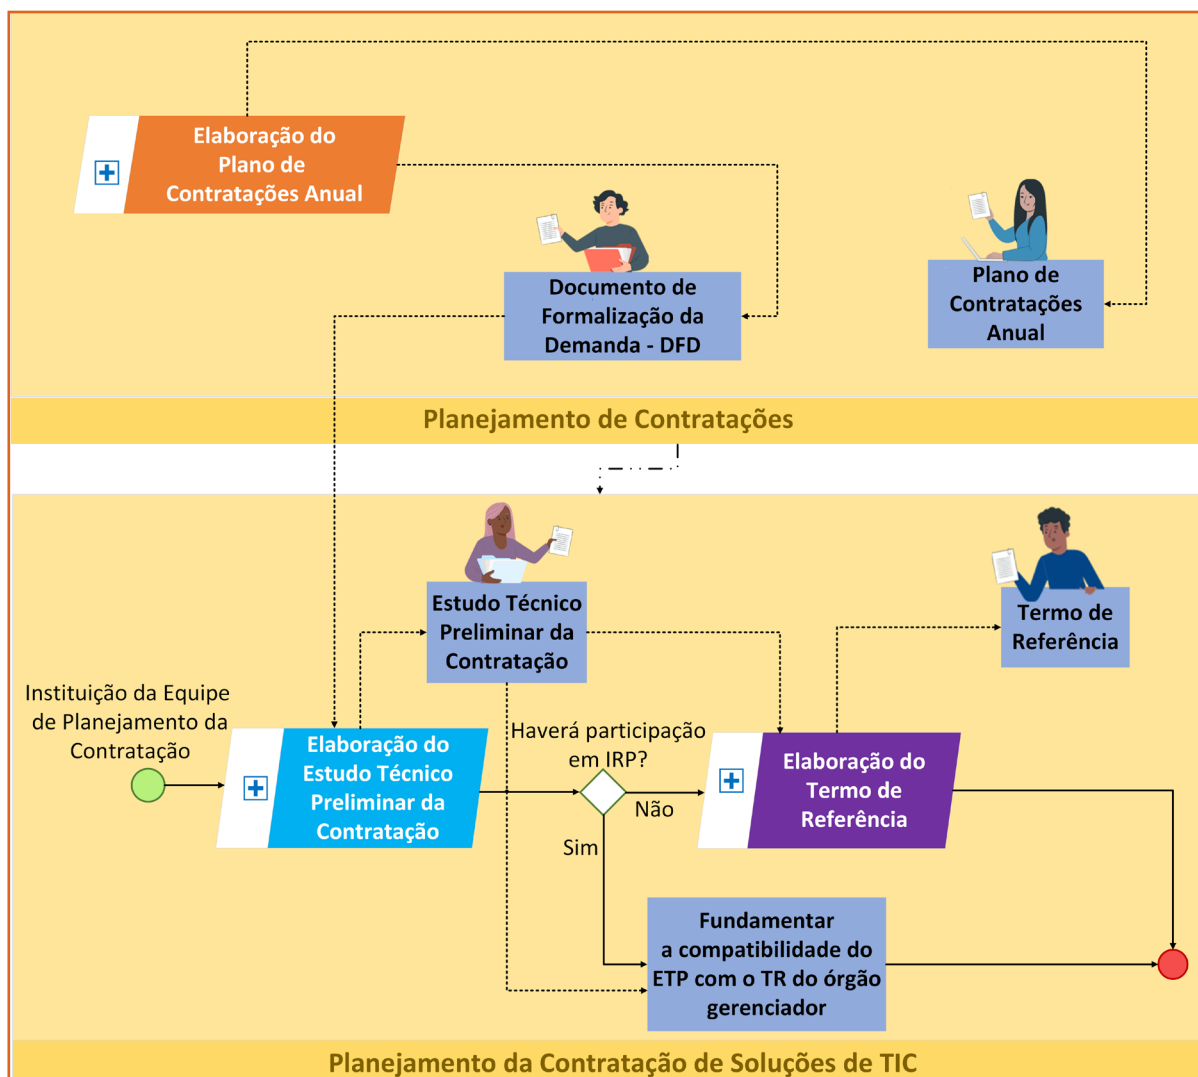 Elaboração do
Plano de
Contratações Anual
Documento de
Formalização da
Demanda - DFD
Plano de
Contratações
Anual
Planejamento de Contratações
Estudo Técnico
Preliminar da
Contratação
Termo de
Referência
Instituição da Equipe
de Planejamento da
Contratação
Elaboração do
Estudo Técnico
Preliminar da
Contratação
Haverá participação
em IRP?
Não
Sim
Elaboração do
Termo de
Referência
Fundamentar
a compatibilidade do
ETP com o TR do órgão
gerenciador
Planejamento da Contratação de Soluções de TIC